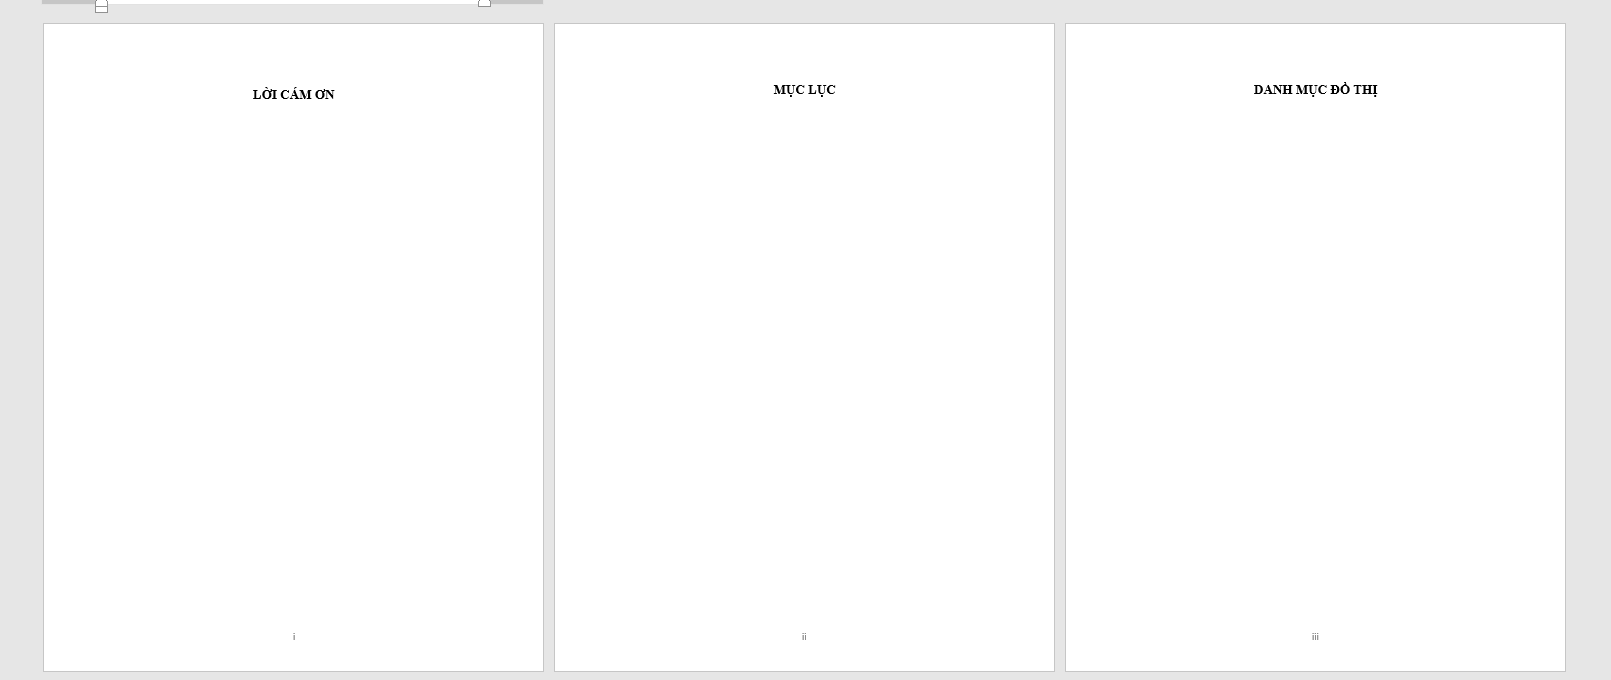 LỜI CÁM ƠN
i
MỤC LỤC
ii
DANH MỤC ĐỒ THỊ
iii